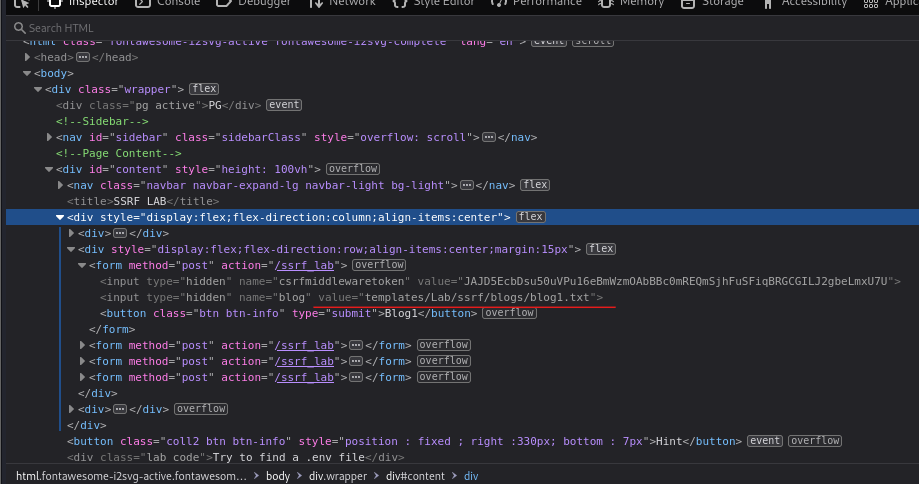 Inspector Console Debugger Network Style Editor Performance Memory Storage Accessibility Appl
Search HTML
<html class="fontawesome-i2svg-active fontawesome-i2svg-complete" lang="en"> event scroll
<head> ••• </head>
<body>
<div class="wrapper"> flex
<div class="pg active">PG</div> event
<!--Sidebar-->
<nav id="sidebar" class="sidebarClass" style="overflow: scroll"> ••• </nav>
<!--Page Content-->
<div id="content" style="height: 100vh"> overflow
<nav class="navbar navbar-expand-lg navbar-light bg-light"> ••• </nav> flex
<title>SSRF LAB</title>
<div style="display:flex;flex-direction:column;align-items:center"> flex
<div> ••• </div>
<div style="display:flex;flex-direction:row;align-items:center;margin:15px"> flex
<form method="post" action="/ssrf_lab"> overflow
<input type="hidden" name="csrfmiddlewaretoken" value="JAJD5EcbDsu50uVPu16eBmWzmOAbBBc0mREQmSjhFuSFiqBRGCGILJ2gbeLmxU7U">
<input type="hidden" name="blog" value="templates/Lab/ssrf/blogs/blog1.txt">
<button class="btn btn-info" type="submit">Blog1</button> overflow
</form>
<form method="post" action="/ssrf_lab"> ••• </form> overflow
<form method="post" action="/ssrf_lab"> ••• </form> overflow
<form method="post" action="/ssrf_lab"> ••• </form> overflow
</div>
<div> ••• </div> overflow
</div>
<button class="coll2 btn btn-info" style="position : fixed ; right :330px; bottom : 7px">Hint</button> event overflow
<div class="lab code">Try to find a .env file</div>
html.fontawesome-i2svg-active.fontawesom... > body > div.wrapper > div#content > div